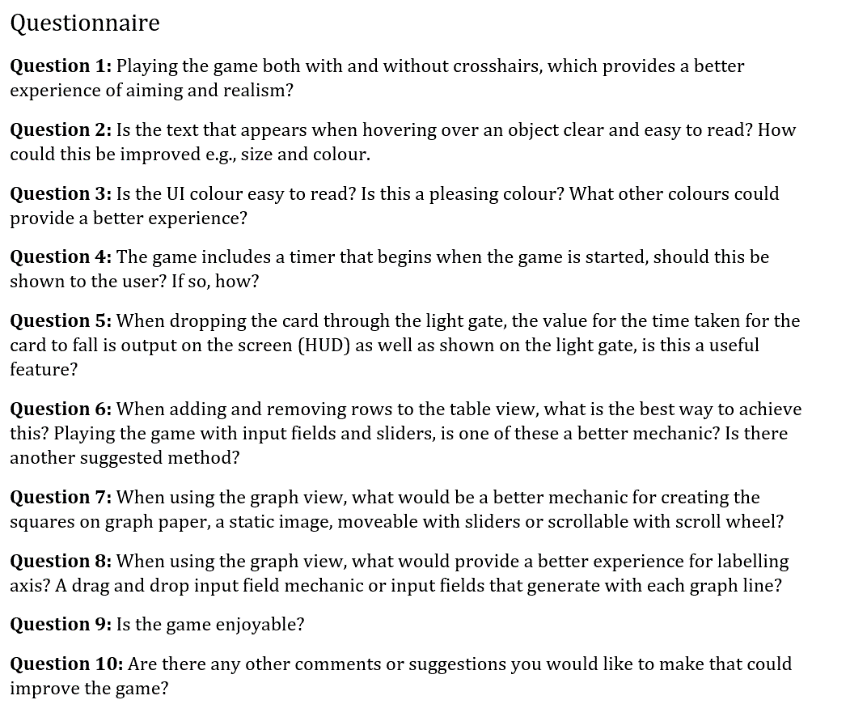 Questionnaire
Question 1: Playing the game both with and without crosshairs, which provides a better
experience of aiming and realism?
Question 2: Is the text that appears when hovering over an object clear and easy to read? How
could this be improved e.g., size and colour.
Question 3: Is the UI colour easy to read? Is this a pleasing colour? What other colours could
provide a better experience?
Question 4: The game includes a timer that begins when the game is started, should this be
shown to the user? If so, how?
Question 5: When dropping the card through the light gate, the value for the time taken for the
card to fall is output on the screen (HUD) as well as shown on the light gate, is this a useful
feature?
Question 6: When adding and removing rows to the table view, what is the best way to achieve
this? Playing the game with input fields and sliders, is one of these a better mechanic? Is there
another suggested method?
Question 7: When using the graph view, what would be a better mechanic for creating the
squares on graph paper, a static image, moveable with sliders or scrollable with scroll wheel?
Question 8: When using the graph view, what would provide a better experience for labelling
axis? A drag and drop input field mechanic or input fields that generate with each graph line?
Question 9: Is the game enjoyable?
Question 10: Are there any other comments or suggestions you would like to make that could
improve the game?